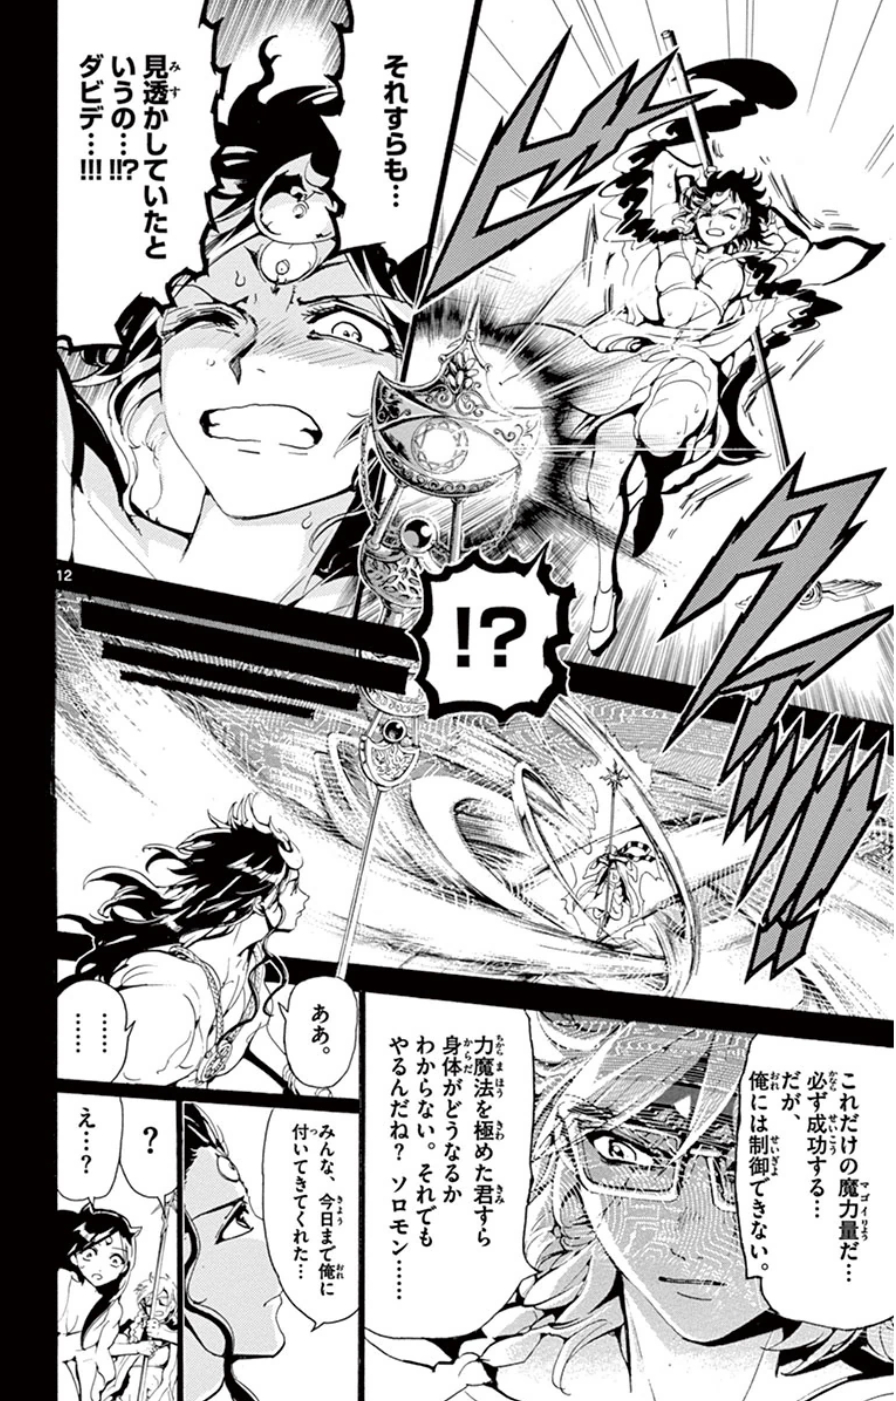 ビキッ
それすらも…
見透かしていたと
いうの…!!?
ダビデ…!!!
!?
12
これだけの魔力量だ…
必ず成功する…
だが、
俺には制御できない。
力魔法を極めた君すら
身体がどうなるか
わからない。それでも
やるんだね? ソロモン……
ああ。
……
……
みんな、今日まで俺に
付いてきてくれた…
?
え…?